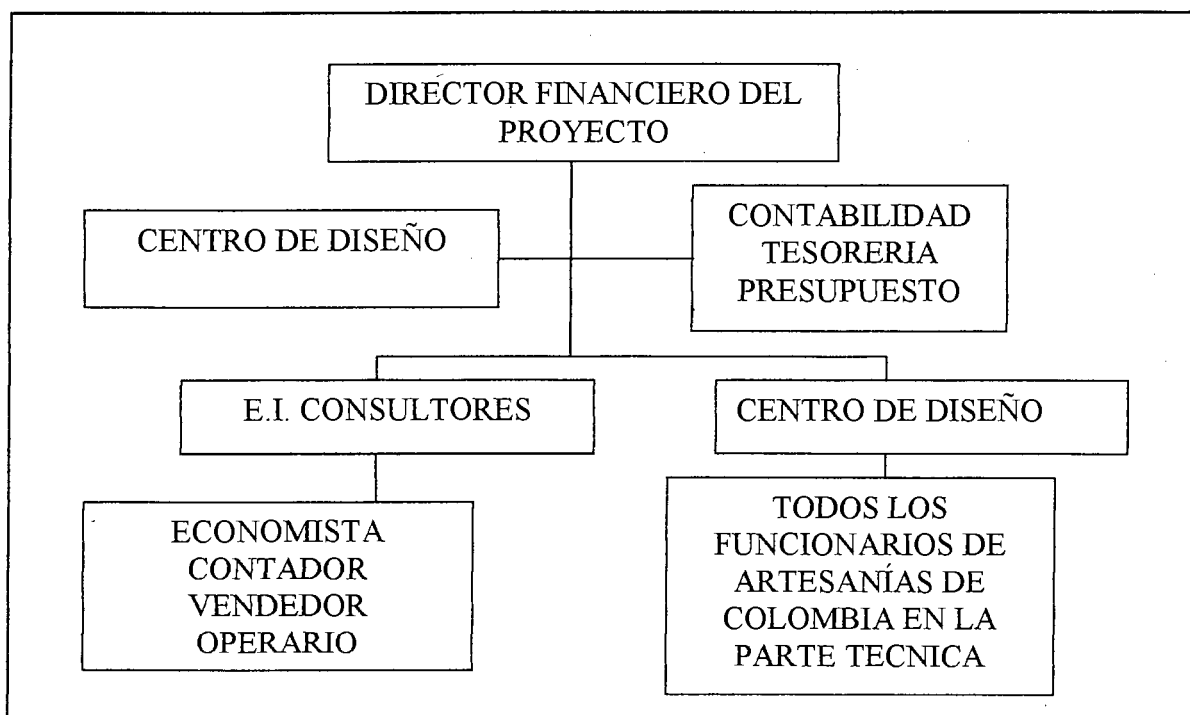 DIRECTOR FINANCIERO DEL
PROYECTO
CENTRO DE DISEÑO
CONTABILIDAD
TESORERIA
PRESUPUESTO
E.I. CONSULTORES
CENTRO DE DISEÑO
ECONOMISTA
CONTADOR
VENDEDOR
OPERARIO
TODOS LOS
FUNCIONARIOS DE
ARTESANÍAS DE
COLOMBIA EN LA
PARTE TECNICA